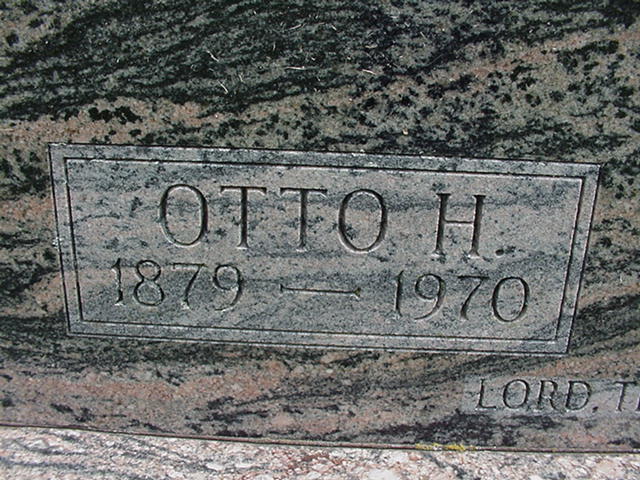 OTTO H.
1879 — 1970
LORD,